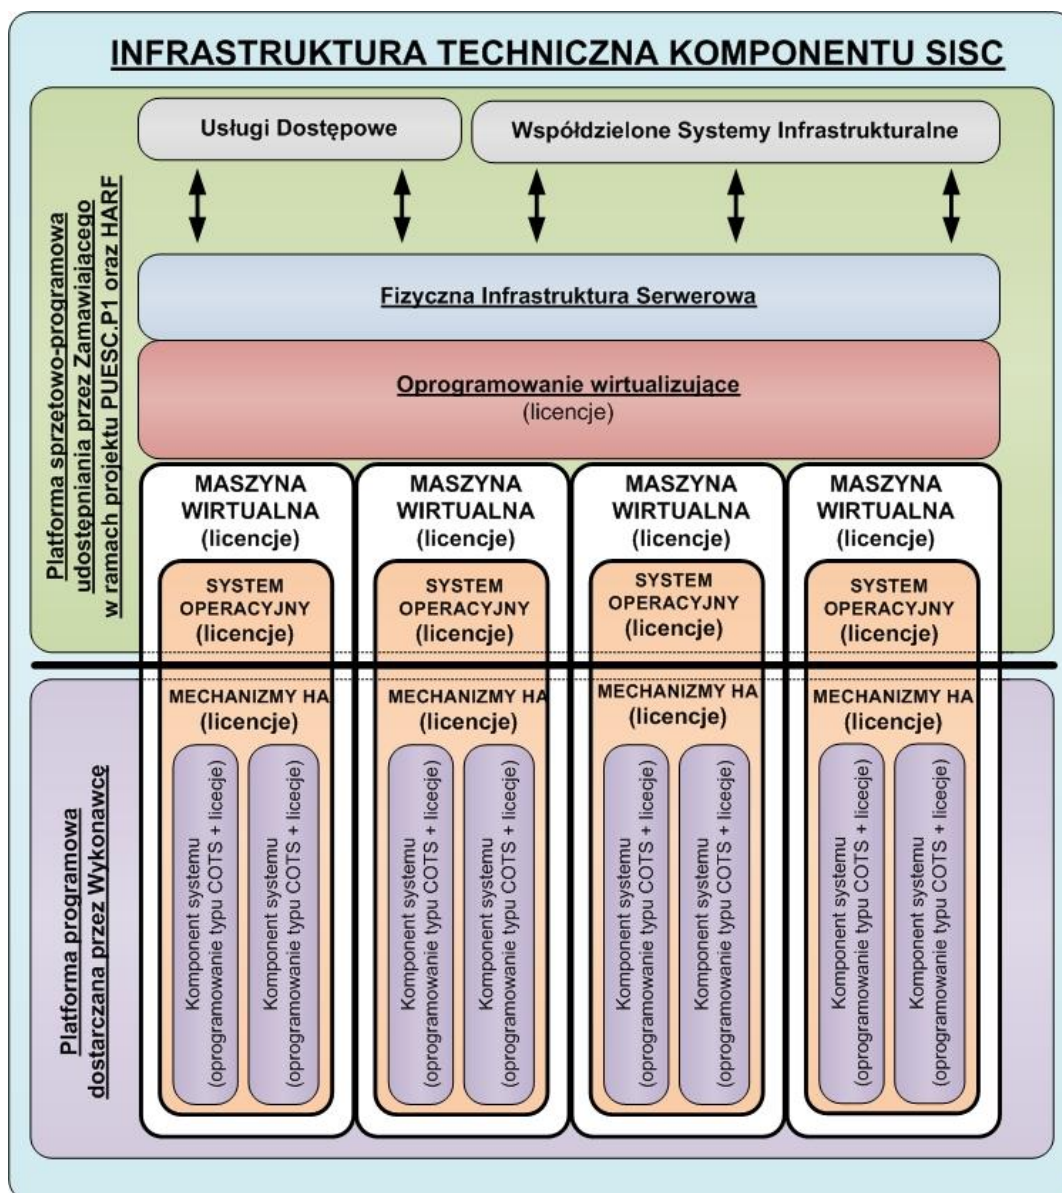 INFRASTRUKTURA TECHNICZNA KOMPONENTU SISC
Platforma sprzętowo-programowa
udostępniania przez Zamawiającego
w ramach projektu PUESC.P1 oraz HARF
Usługi Dostępowe
Współdzielone Systemy Infrastrukturalne
Fizyczna Infrastruktura Serwerowa
Oprogramowanie wirtualizujące
(licencje)
MASZYNA
WIRTUALNA
(licencje)
SYSTEM
OPERACYJNY
(licencje)
MECHANIZMY HA
(licencje)
Komponent systemu
(oprogramowanie typu COTS + licecje)
Komponent systemu
(oprogramowanie typu COTS + licecje)
MASZYNA
WIRTUALNA
(licencje)
SYSTEM
OPERACYJNY
(licencje)
MECHANIZMY HA
(licencje)
Komponent systemu
(oprogramowanie typu COTS + licecje)
Komponent systemu
(oprogramowanie typu COTS + licecje)
MASZYNA
WIRTUALNA
(licencje)
SYSTEM
OPERACYJNY
(licencje)
MECHANIZMY HA
(licencje)
Komponent systemu
(oprogramowanie typu COTS + licecje)
Komponent systemu
(oprogramowanie typu COTS + licecje)
MASZYNA
WIRTUALNA
(licencje)
SYSTEM
OPERACYJNY
(licencje)
MECHANIZMY HA
(licencje)
Komponent systemu
(oprogramowanie typu COTS + licecje)
Komponent systemu
(oprogramowanie typu COTS + licecje)
Platforma programowa
dostarczana przez Wykonawcę